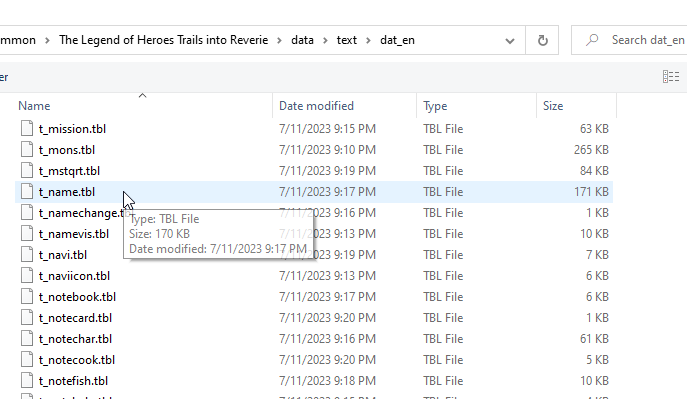 mmon > The Legend of Heroes Trails into Reverie > data > text > dat_en
Search dat_en
er
Name Date modified Type Size
t_mission.tbl 7/11/2023 9:15 PM TBL File 63 KB
t_mons.tbl 7/11/2023 9:10 PM TBL File 265 KB
t_mstqrt.tbl 7/11/2023 9:19 PM TBL File 84 KB
t_name.tbl 7/11/2023 9:17 PM TBL File 171 KB
t_namechange.t 7/11/2023 9:16 PM TBL File 1 KB
Type: TBL File
t_namevis.tbl 7/11/2023 9:13 PM TBL File 10 KB
Size: 170 KB
t_navi.tbl 7/11/2023 9:19 PM TBL File 7 KB
Date modified: 7/11/2023 9:17 PM
t_naviicon.tbl 7/11/2023 9:13 PM TBL File 6 KB
t_notebook.tbl 7/11/2023 9:17 PM TBL File 6 KB
t_notecard.tbl 7/11/2023 9:20 PM TBL File 1 KB
t_notechar.tbl 7/11/2023 9:16 PM TBL File 61 KB
t_notecook.tbl 7/11/2023 9:20 PM TBL File 5 KB
t_notefish.tbl 7/11/2023 9:18 PM TBL File 10 KB